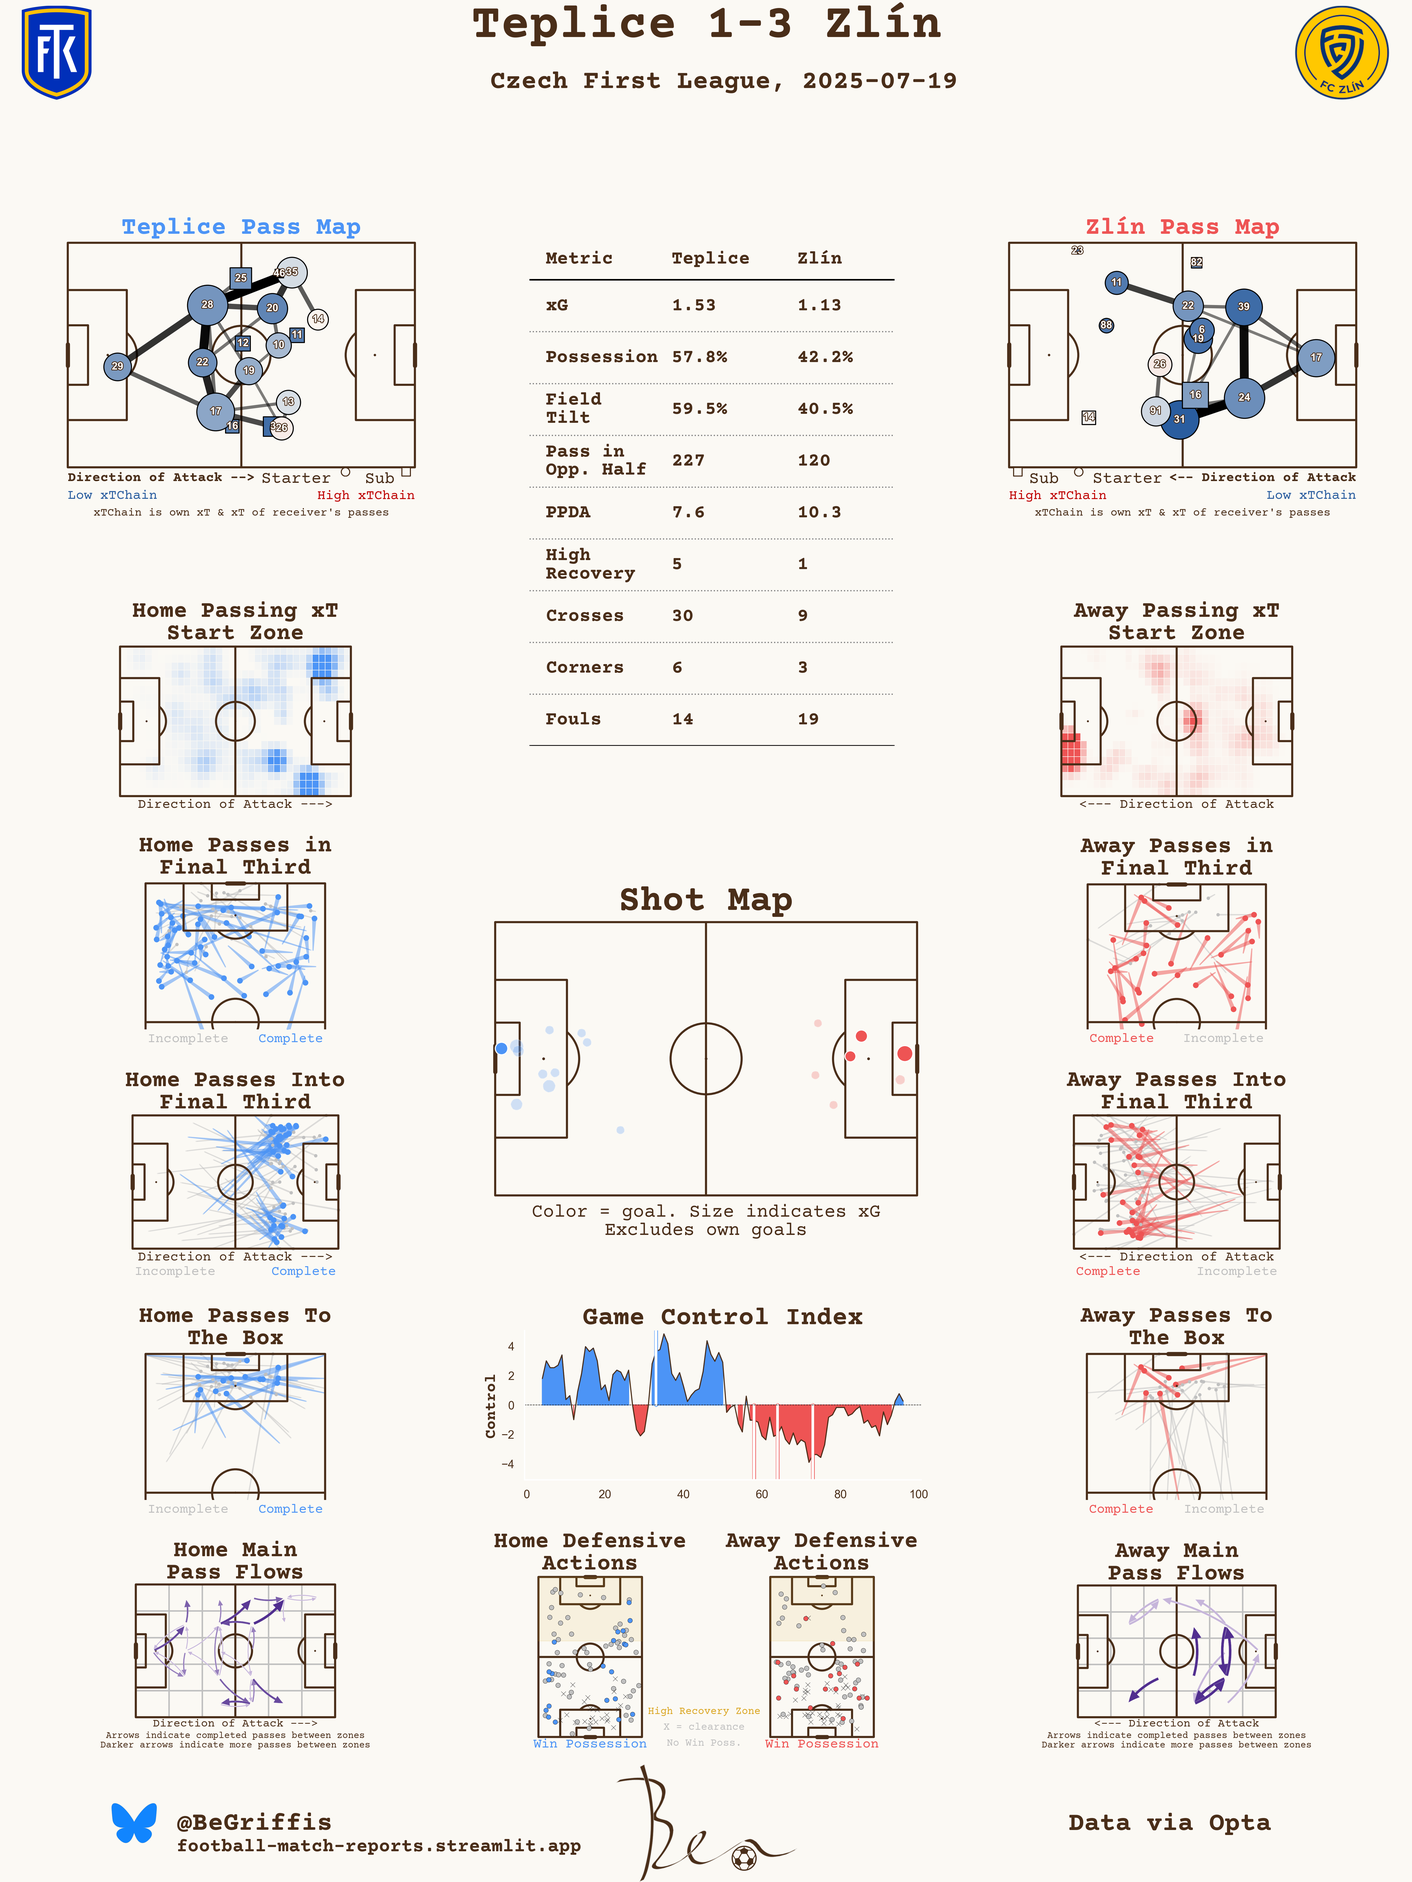 Teplice 1-3 Zlín
Czech First League, 2025-07-19
FTK
FC ZLÍN
Teplice Pass Map
25
46
35
28
20
14
11
12
10
22
29
19
13
17
16
3
26
Direction of Attack --> Starter Sub
Low xTChain High xTChain
xTChain is own xT & xT of receiver's passes
Metric Teplice Zlín
xG 1.53 1.13
Possession 57.8% 42.2%
Field
Tilt 59.5% 40.5%
Pass in
Opp. Half 227 120
PPDA 7.6 10.3
High
Recovery 5 1
Crosses 30 9
Corners 6 3
Fouls 14 19
Zlín Pass Map
23
82
11
22
39
88
6
19
17
26
16
24
91
14
31
Sub Starter <-- Direction of Attack
High xTChain Low xTChain
xTChain is own xT & xT of receiver's passes
Home Passing xT
Start Zone
Direction of Attack --->
Away Passing xT
Start Zone
<--- Direction of Attack
Home Passes in
Final Third
Incomplete Complete
Away Passes in
Final Third
Complete Incomplete
Shot Map
Color = goal. Size indicates xG
Excludes own goals
Home Passes Into
Final Third
Direction of Attack --->
Incomplete Complete
Away Passes Into
Final Third
<--- Direction of Attack
Complete Incomplete
Home Passes To
The Box
Incomplete Complete
Game Control Index
Control
4
2
0
−2
−4
0 20 40 60 80 100
Away Passes To
The Box
Complete Incomplete
Home Main
Pass Flows
Direction of Attack --->
Arrows indicate completed passes between zones
Darker arrows indicate more passes between zones
Home Defensive
Actions
Win Possession
High Recovery Zone
X = clearance
No Win Poss.
Away Defensive
Actions
Win Possession
Away Main
Pass Flows
<--- Direction of Attack
Arrows indicate completed passes between zones
Darker arrows indicate more passes between zones
@BeGriffis
football-match-reports.streamlit.app
Ben
Data via Opta